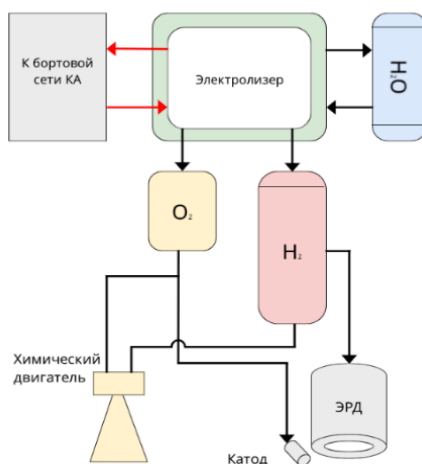 К бортовой
сети КА
Электролизер
H₂O
O₂
H₂
Химический
двигатель
ЭРД
Катод